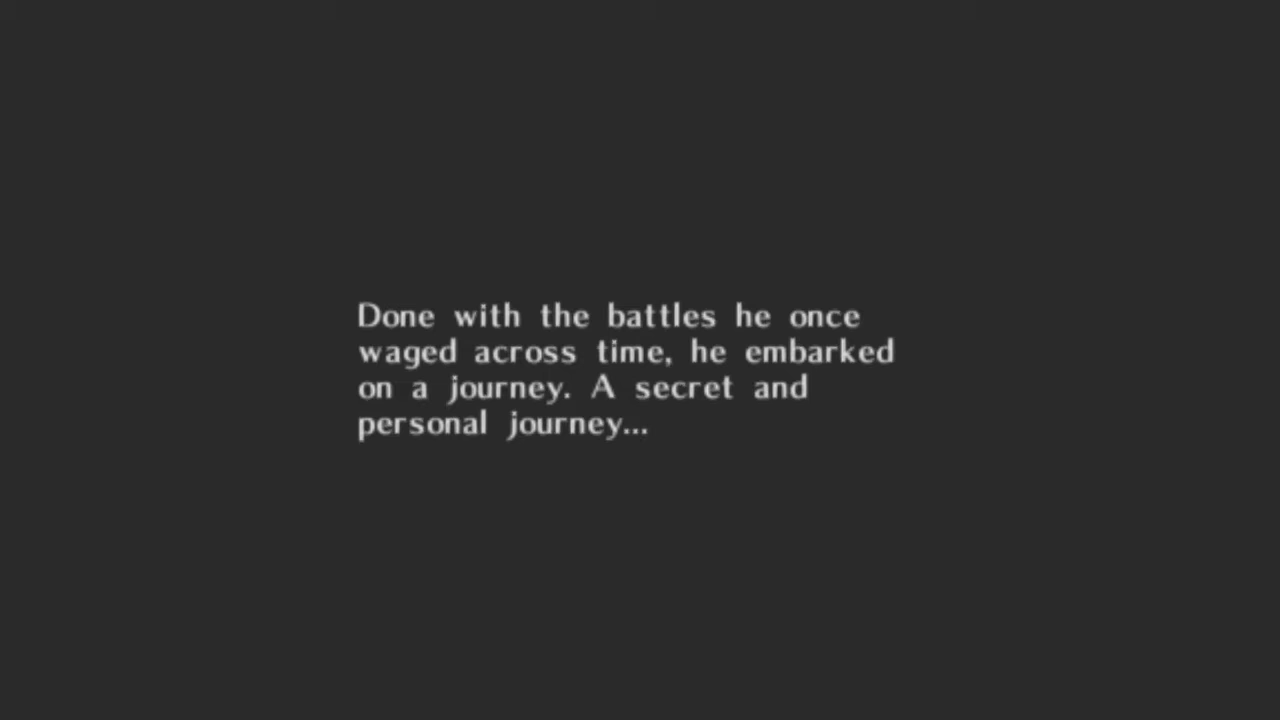 Done with the battles he once
waged across time, he embarked
on a journey. A secret and
personal journey...